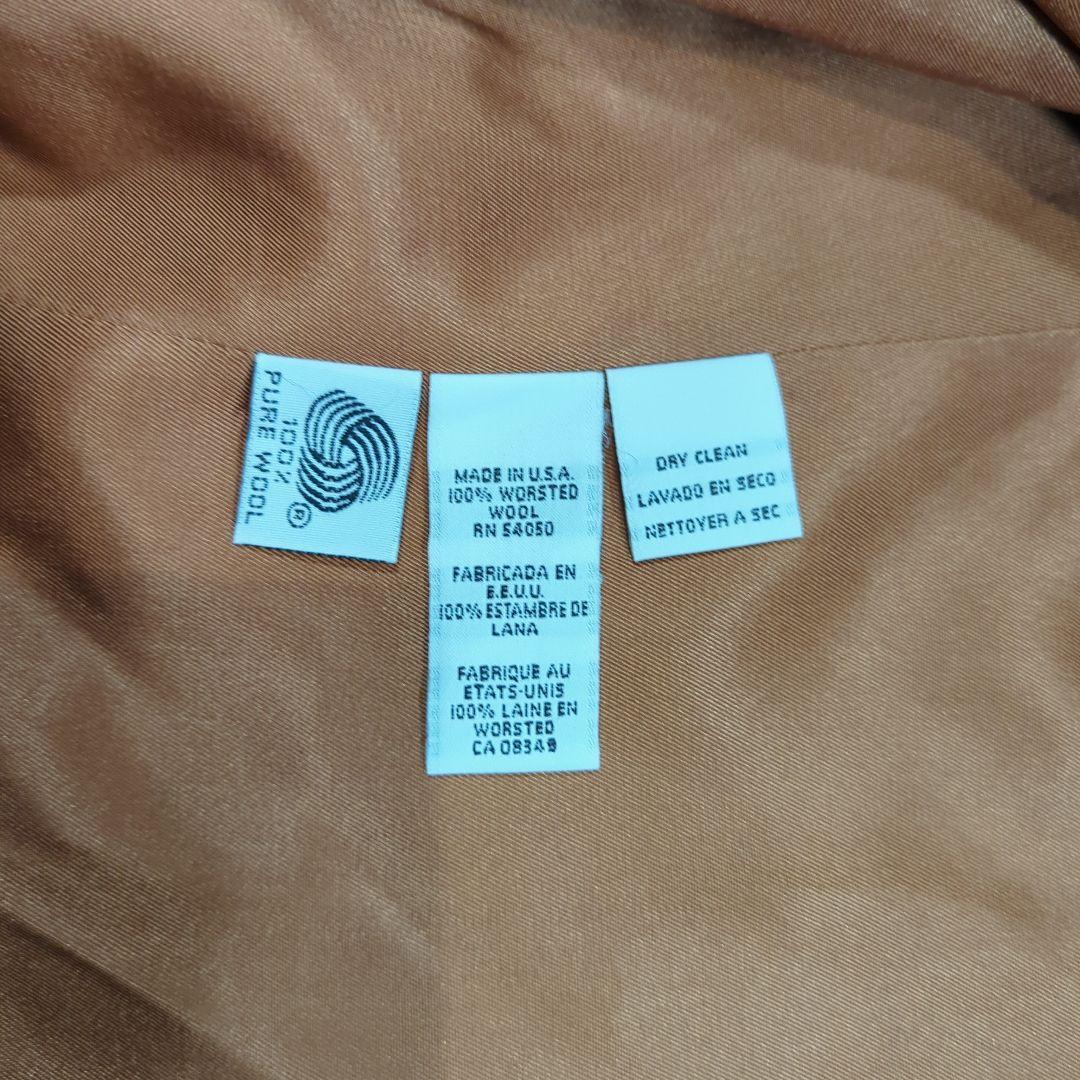 100%
PURE WOOL
®
MADE IN U.S.A.
100% WORSTED
WOOL
RN 54050
FABRICADA EN
E.E.U.U.
100% ESTAMBRE DE
LANA
FABRIQUE AU
ETATS-UNIS
100% LAINE EN
WORSTED
CA 08349
DRY CLEAN
LAVADO EN SECO
NETTOYER A SEC